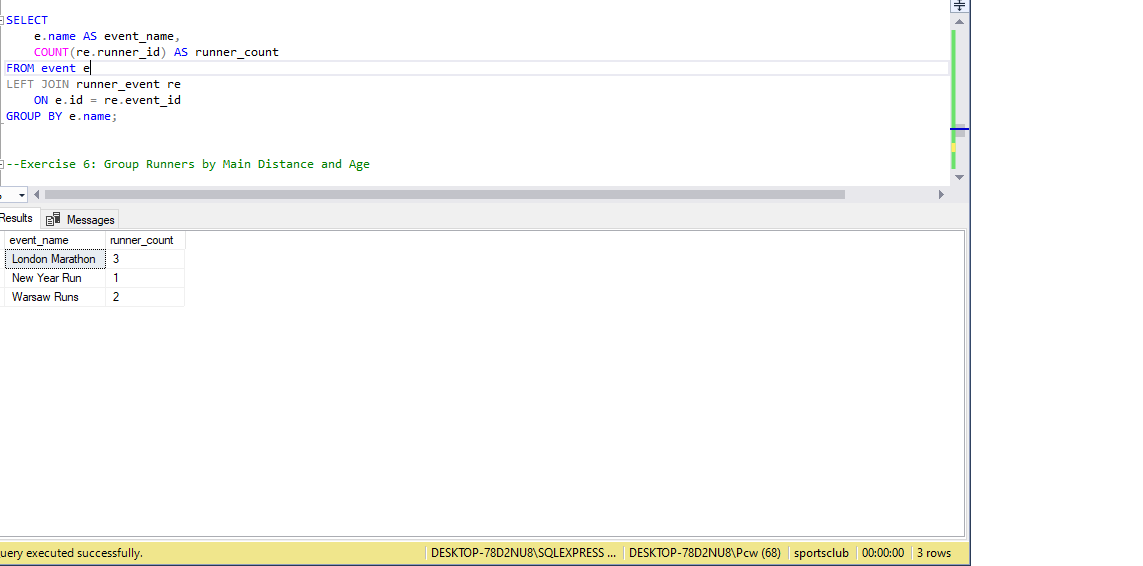 SELECT
e.name AS event_name,
COUNT(re.runner_id) AS runner_count
FROM event e
LEFT JOIN runner_event re
ON e.id = re.event_id
GROUP BY e.name;
--Exercise 6: Group Runners by Main Distance and Age
Results Messages
event_name runner_count
London Marathon 3
New Year Run 1
Warsaw Runs 2
uery executed successfully. DESKTOP-78D2NU8\SQLEXPRESS ... DESKTOP-78D2NU8\Pcw (68) sportsclub 00:00:00 3 rows